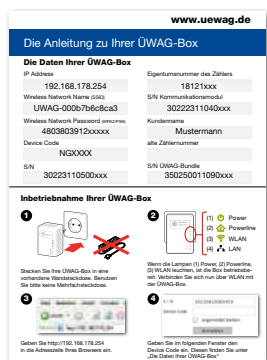 www.uewag.de
Die Anleitung zu Ihrer ÜWAG-Box
Die Daten Ihrer ÜWAG-Box
IP Address
192.168.178.254
Wireless Network Name (SSID)
UWAG-000b7b6c8ca3
Wireless Network Password (WPA2/PSK)
4803803912xxxxx
Device Code
NGXXXX
S/N
30223110500xxx
Eigentumsnummer des Zählers
18121xxx
S/N Kommunikationsmodul
30222311040xxx
Kundenname
Mustermann
alte Zählernummer
S/N ÜWAG-Bundle
350250011090xxx
Inbetriebnahme Ihrer ÜWAG-Box
1
Stecken Sie Ihre ÜWAG-Box in eine
vorhandene Wandsteckdose. Benutzen
Sie bitte keine Mehrfachsteckdose.
2
(1) Power
(2) Powerline
(3) WLAN
(4) LAN
Wenn die Lampen (1) Power, (2) Powerline,
(3) WLAN leuchten, ist die Box betriebsbe-
reit. Verbinden Sie sich nun über WLAN mit
der ÜWAG-Box.
3
Geben Sie http://192.168.178.254
in die Adresszeile Ihres Browsers ein.
4
S/N
Device Code
angemeldet bleiben
Anmelden
Geben Sie im folgenden Fenster den
Device Code ein. Diesen finden Sie unter
„Die Daten Ihrer ÜWAG-Box"